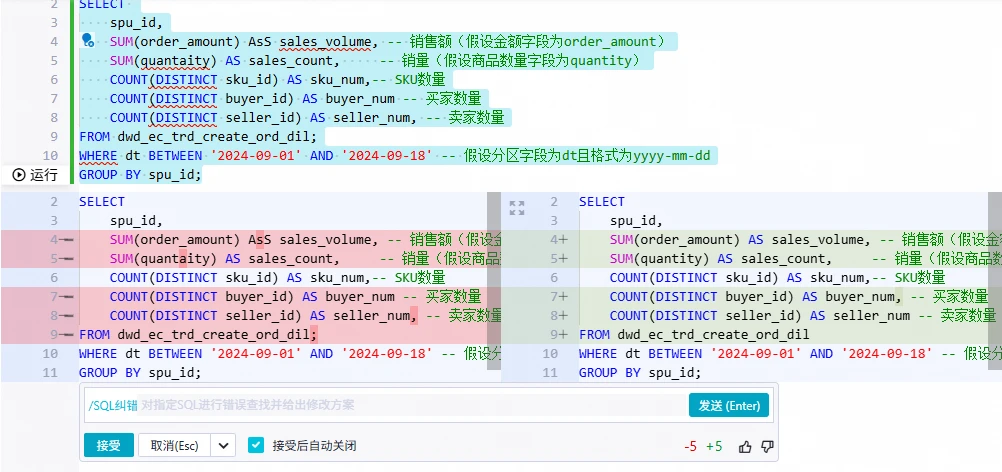 2 SELECT
3 spu_id,
4 SUM(order_amount) AsS sales_volume, -- 销售额（假设金额字段为order_amount）
5 SUM(quantaity) AS sales_count, -- 销量（假设商品数量字段为quantity）
6 COUNT(DISTINCT sku_id) AS sku_num,-- SKU数量
7 COUNT(DISTINCT buyer_id) AS buyer_num -- 买家数量
8 COUNT(DISTINCT seller_id) AS seller_num, -- 卖家数量
9 FROM dwd_ec_trd_create_ord_dil;
10 WHERE dt BETWEEN '2024-09-01' AND '2024-09-18' -- 假设分区字段为dt且格式为yyyy-mm-dd
运行 GROUP BY spu_id;
2 SELECT
3 spu_id,
4— SUM(order_amount) AsS sales_volume, -- 销售额（假设金
5— SUM(quantaity) AS sales_count, -- 销量（假设商品数
6 COUNT(DISTINCT sku_id) AS sku_num,-- SKU数量
7— COUNT(DISTINCT buyer_id) AS buyer_num -- 买家数量
8— COUNT(DISTINCT seller_id) AS seller_num, -- 卖家数量
9— FROM dwd_ec_trd_create_ord_dil;
10 WHERE dt BETWEEN '2024-09-01' AND '2024-09-18' -- 假设分
11 GROUP BY spu_id;
2 SELECT
3 spu_id,
4+ SUM(order_amount) AS sales_volume, -- 销售额（假设金额
5+ SUM(quantity) AS sales_count, -- 销量（假设商品数
6 COUNT(DISTINCT sku_id) AS sku_num,-- SKU数量
7+ COUNT(DISTINCT buyer_id) AS buyer_num, -- 买家数量
8+ COUNT(DISTINCT seller_id) AS seller_num -- 卖家数量
9+ FROM dwd_ec_trd_create_ord_dil
10 WHERE dt BETWEEN '2024-09-01' AND '2024-09-18' -- 假设分
11 GROUP BY spu_id;
/SQL纠错 对指定SQL进行错误查找并给出修改方案 发送 (Enter)
接受 取消(Esc) 接受后自动关闭 -5 +5